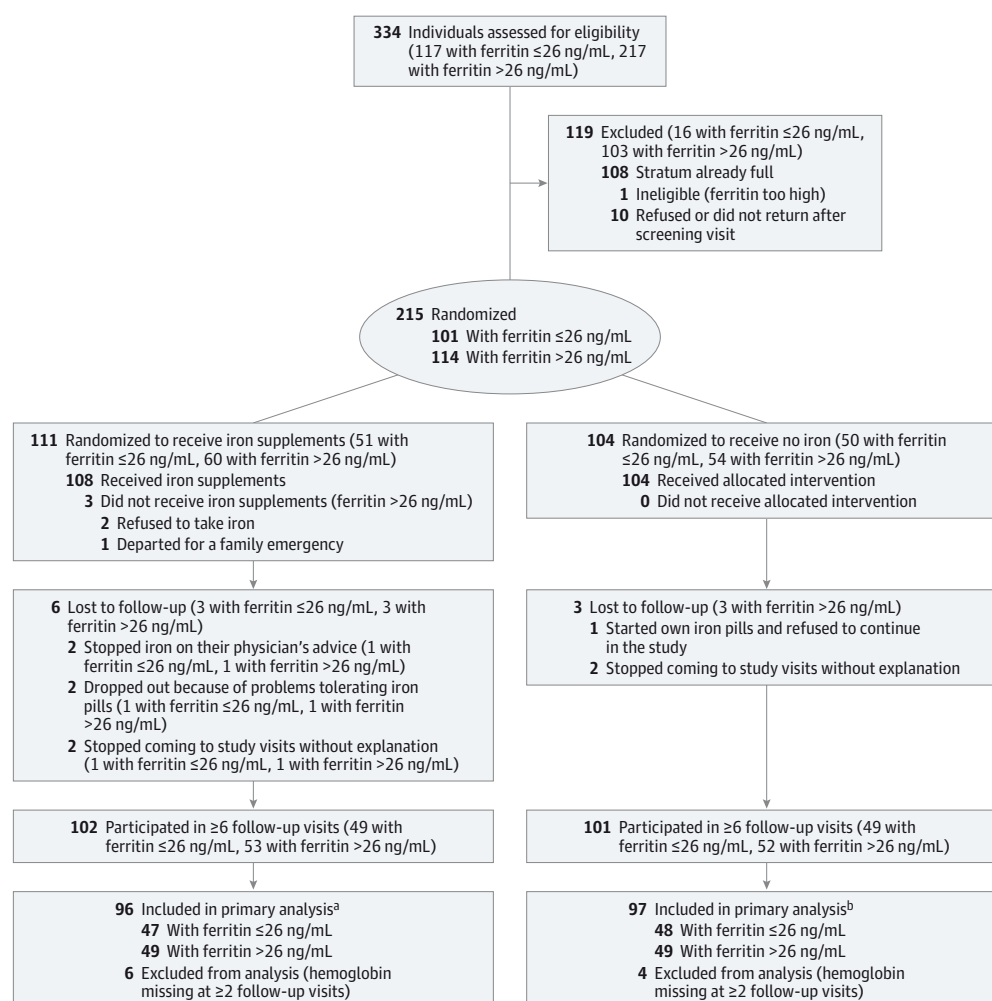 334 Individuals assessed for eligibility
(117 with ferritin ≤26 ng/mL, 217
with ferritin >26 ng/mL)
119 Excluded (16 with ferritin ≤26 ng/mL,
103 with ferritin >26 ng/mL)
108 Stratum already full
1 Ineligible (ferritin too high)
10 Refused or did not return after
screening visit
215 Randomized
101 With ferritin ≤26 ng/mL
114 With ferritin >26 ng/mL
111 Randomized to receive iron supplements (51 with
ferritin ≤26 ng/mL, 60 with ferritin >26 ng/mL)
108 Received iron supplements
3 Did not receive iron supplements (ferritin >26 ng/mL)
2 Refused to take iron
1 Departed for a family emergency
104 Randomized to receive no iron (50 with ferritin
≤26 ng/mL, 54 with ferritin >26 ng/mL)
104 Received allocated intervention
0 Did not receive allocated intervention
6 Lost to follow-up (3 with ferritin ≤26 ng/mL, 3 with
ferritin >26 ng/mL)
2 Stopped iron on their physician's advice (1 with
ferritin ≤26 ng/mL, 1 with ferritin >26 ng/mL)
2 Dropped out because of problems tolerating iron
pills (1 with ferritin ≤26 ng/mL, 1 with ferritin
>26 ng/mL)
2 Stopped coming to study visits without explanation
(1 with ferritin ≤26 ng/mL, 1 with ferritin >26 ng/mL)
3 Lost to follow-up (3 with ferritin >26 ng/mL)
1 Started own iron pills and refused to continue
in the study
2 Stopped coming to study visits without explanation
102 Participated in ≥6 follow-up visits (49 with
ferritin ≤26 ng/mL, 53 with ferritin >26 ng/mL)
101 Participated in ≥6 follow-up visits (49 with
ferritin ≤26 ng/mL, 52 with ferritin >26 ng/mL)
96 Included in primary analysisᵃ
47 With ferritin ≤26 ng/mL
49 With ferritin >26 ng/mL
6 Excluded from analysis (hemoglobin
missing at ≥2 follow-up visits)
97 Included in primary analysisᵇ
48 With ferritin ≤26 ng/mL
49 With ferritin >26 ng/mL
4 Excluded from analysis (hemoglobin
missing at ≥2 follow-up visits)